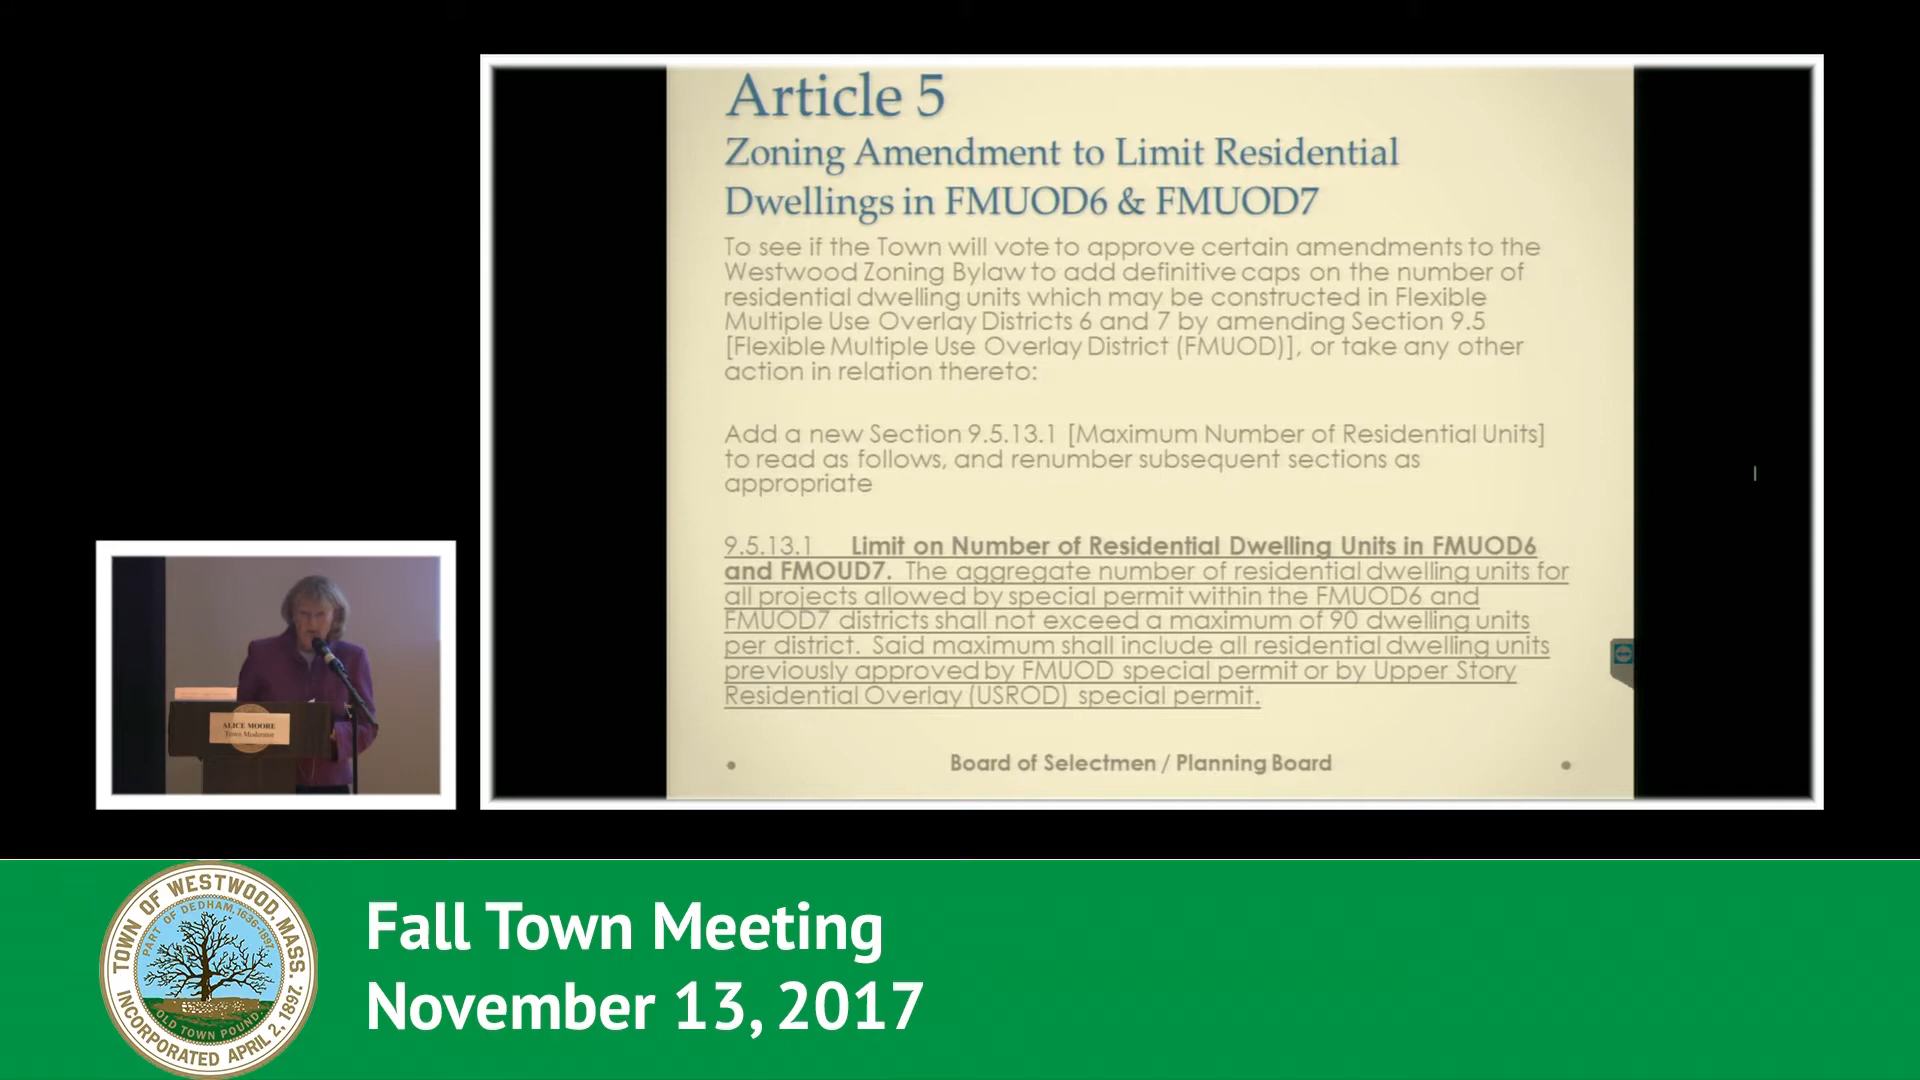 Article 5
Zoning Amendment to Limit Residential
Dwellings in FMUOD6 & FMUOD7
To see if the Town will vote to approve certain amendments to the
Westwood Zoning Bylaw to add definitive caps on the number of
residential dwelling units which may be constructed in Flexible
Multiple Use Overlay Districts 6 and 7 by amending Section 9.5
[Flexible Multiple Use Overlay District (FMUOD)], or take any other
action in relation thereto:
Add a new Section 9.5.13.1 [Maximum Number of Residential Units]
to read as follows, and renumber subsequent sections as
appropriate
9.5.13.1 Limit on Number of Residential Dwelling Units in FMUOD6
and FMOUD7. The aggregate number of residential dwelling units for
all projects allowed by special permit within the FMUOD6 and
FMUOD7 districts shall not exceed a maximum of 90 dwelling units
per district. Said maximum shall include all residential dwelling units
previously approved by FMUOD special permit or by Upper Story
Residential Overlay (USROD) special permit.
• Board of Selectmen / Planning Board •
ALICE MOORE
Town Moderator
TOWN OF WESTWOOD, MASS.
PART OF DEDHAM, 1636-1897.
OLD TOWN POUND.
INCORPORATED APRIL 2, 1897.
Fall Town Meeting
November 13, 2017